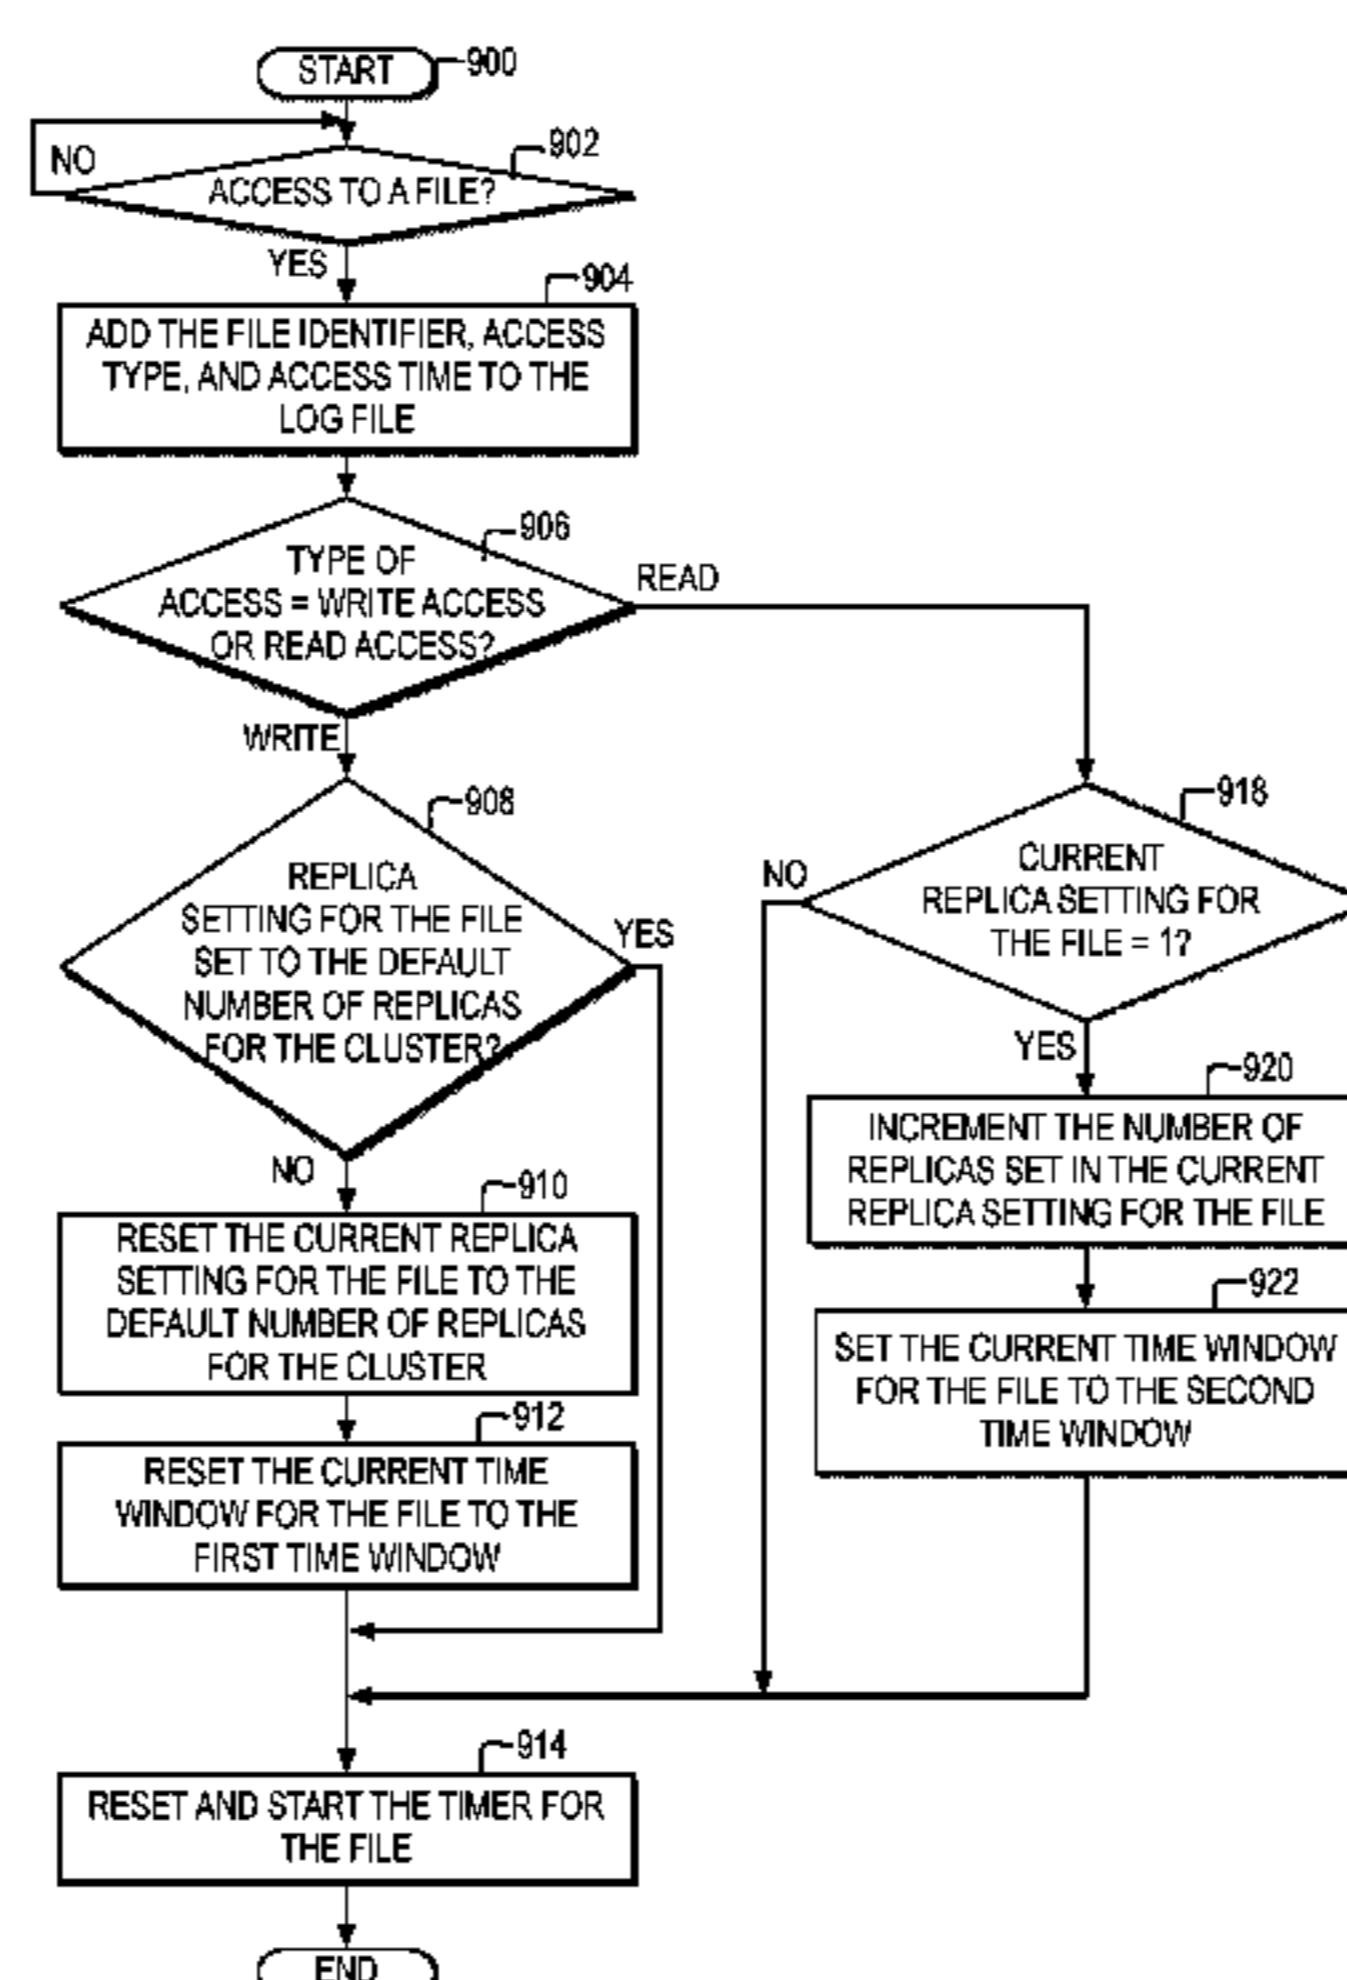 START
900
NO
902
ACCESS TO A FILE?
YES
904
ADD THE FILE IDENTIFIER, ACCESS
TYPE, AND ACCESS TIME TO THE
LOG FILE
906
TYPE OF
ACCESS = WRITE ACCESS
OR READ ACCESS?
READ
WRITE
908
REPLICA
SETTING FOR THE FILE
SET TO THE DEFAULT
NUMBER OF REPLICAS
FOR THE CLUSTER?
YES
NO
910
RESET THE CURRENT REPLICA
SETTING FOR THE FILE TO THE
DEFAULT NUMBER OF REPLICAS
FOR THE CLUSTER
912
RESET THE CURRENT TIME
WINDOW FOR THE FILE TO THE
FIRST TIME WINDOW
918
CURRENT
REPLICA SETTING FOR
THE FILE = 1?
NO
YES
920
INCREMENT THE NUMBER OF
REPLICAS SET IN THE CURRENT
REPLICA SETTING FOR THE FILE
922
SET THE CURRENT TIME WINDOW
FOR THE FILE TO THE SECOND
TIME WINDOW
914
RESET AND START THE TIMER FOR
THE FILE
END